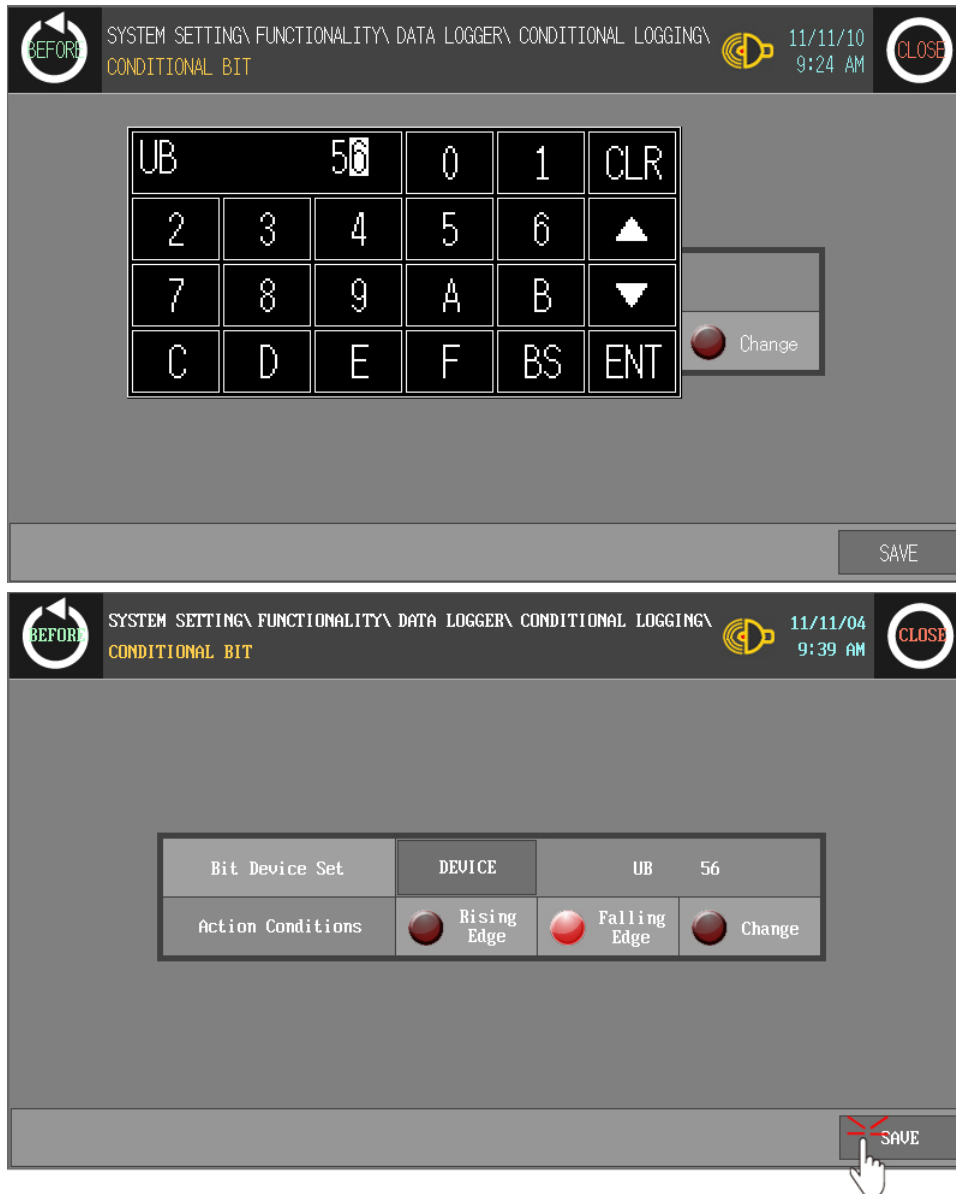 BEFORE
SYSTEM SETTING\ FUNCTIONALITY\ DATA LOGGER\ CONDITIONAL LOGGING\
CONDITIONAL BIT
11/11/10
9:24 AM
CLOSE
UB 56 0 1 CLR
2 3 4 5 6 ▲
7 8 9 A B ▼
C D E F BS ENT
Change
SAVE
BEFORE
SYSTEM SETTING\ FUNCTIONALITY\ DATA LOGGER\ CONDITIONAL LOGGING\
CONDITIONAL BIT
11/11/04
9:39 AM
CLOSE
Bit Device Set DEVICE UB 56
Action Conditions
Rising
Edge
Falling
Edge
Change
SAVE